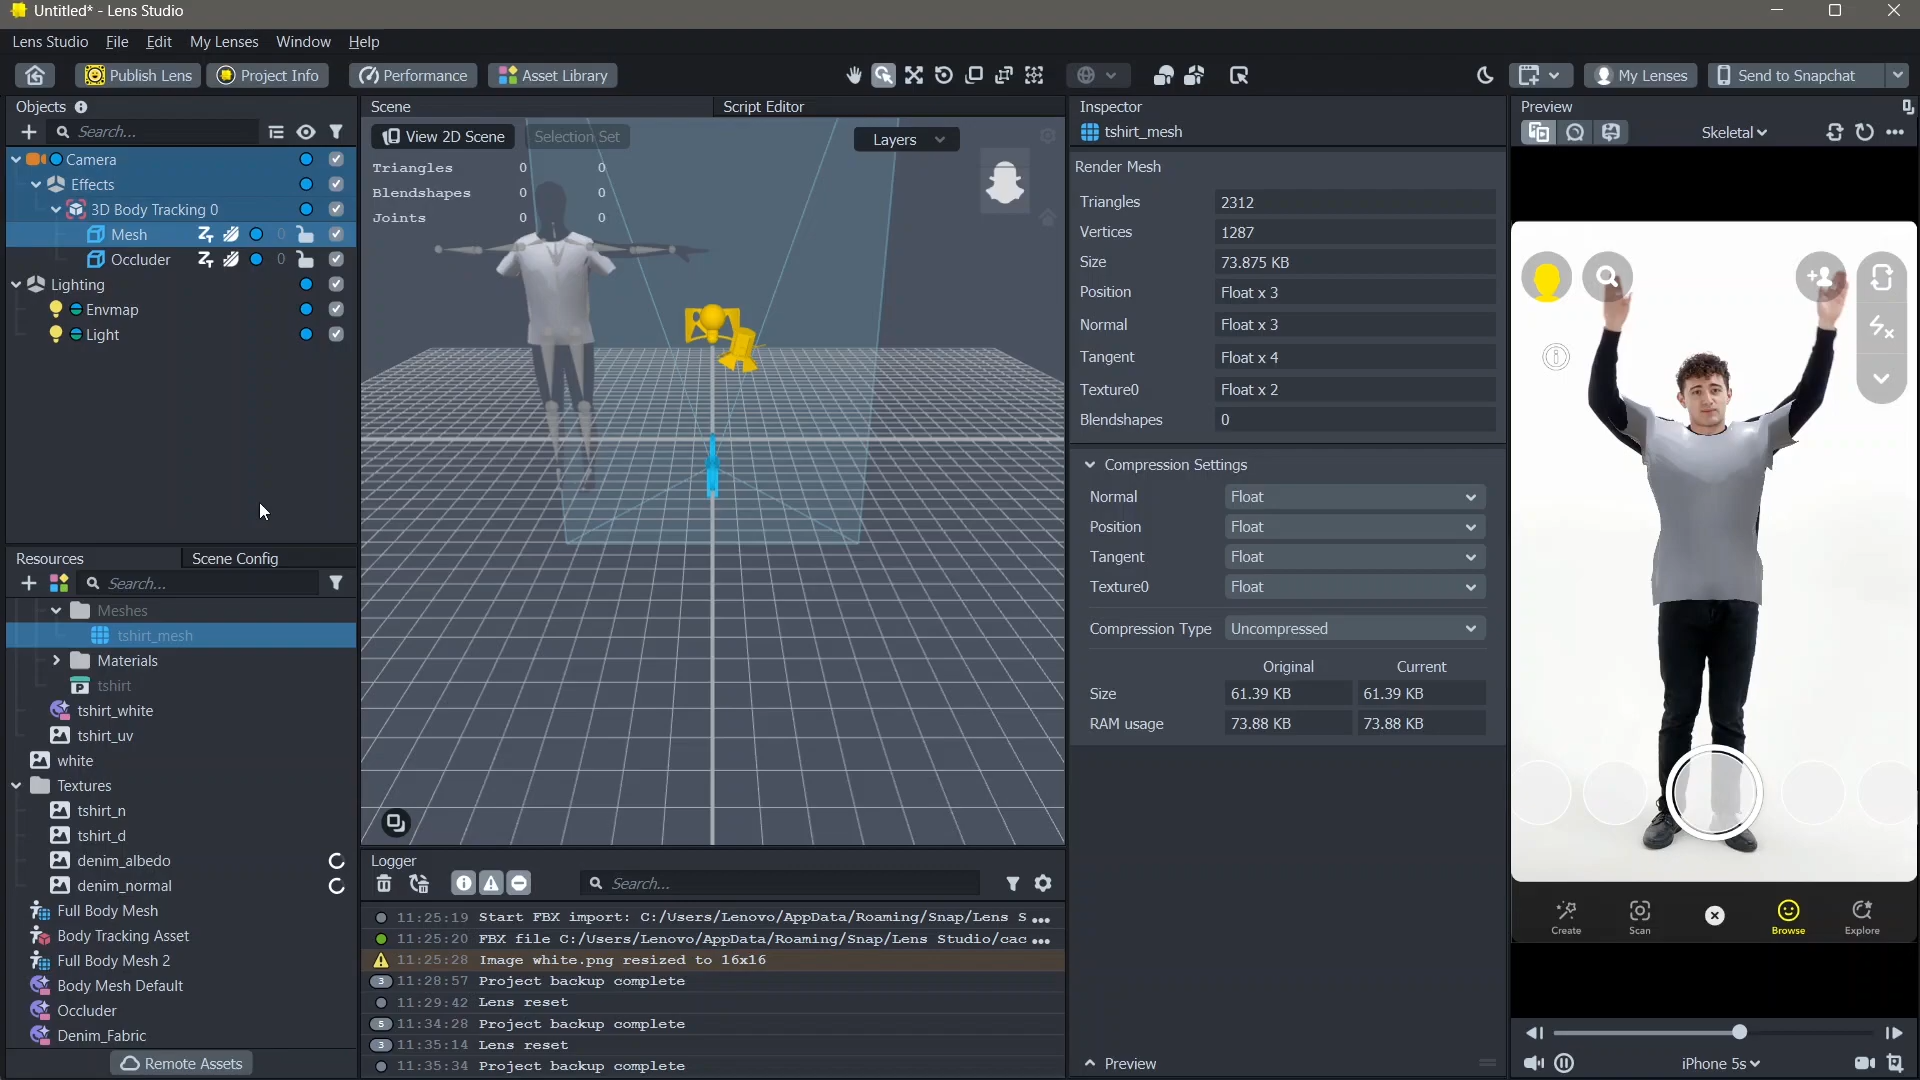 Untitled* - Lens Studio
Lens Studio File Edit My Lenses Window Help
Publish Lens Project Info Performance Asset Library My Lenses Send to Snapchat
Objects
Search...
Camera
Effects
3D Body Tracking 0
Mesh 0
Occluder 0
Lighting
Envmap
Light
Resources Scene Config
Search...
Meshes
tshirt_mesh
Materials
tshirt
tshirt_white
tshirt_uv
white
Textures
tshirt_n
tshirt_d
denim_albedo
denim_normal
Full Body Mesh
Body Tracking Asset
Full Body Mesh 2
Body Mesh Default
Occluder
Denim_Fabric
Remote Assets
Scene Script Editor
View 2D Scene Selection Set Layers
Triangles 0 0
Blendshapes 0 0
Joints 0 0
Logger
Search...
11:25:19 Start FBX import: C:/Users/Lenovo/AppData/Roaming/Snap/Lens S...
11:25:20 FBX file C:/Users/Lenovo/AppData/Roaming/Snap/Lens Studio/cac...
11:25:28 Image white.png resized to 16x16
3 11:28:57 Project backup complete
11:29:42 Lens reset
5 11:34:28 Project backup complete
3 11:35:14 Lens reset
11:35:34 Project backup complete
Inspector
tshirt_mesh
Render Mesh
Triangles 2312
Vertices 1287
Size 73.875 KB
Position Float x 3
Normal Float x 3
Tangent Float x 4
Texture0 Float x 2
Blendshapes 0
Compression Settings
Normal Float
Position Float
Tangent Float
Texture0 Float
Compression Type Uncompressed
Original Current
Size 61.39 KB 61.39 KB
RAM usage 73.88 KB 73.88 KB
Preview
Preview
Skeletal
Create Scan Browse Explore
iPhone 5s